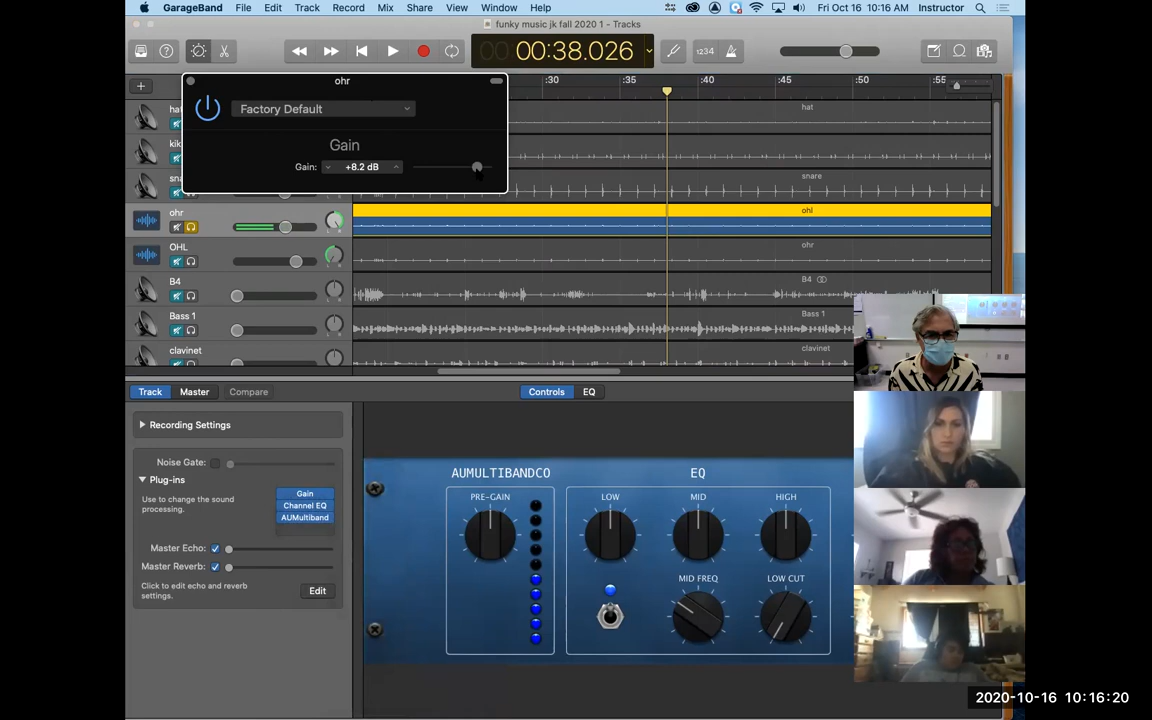 GarageBand File Edit Track Record Mix Share View Window Help Fri Oct 16 10:16 AM Instructor
funky music jk fall 2020 1 - Tracks
00:38.026
1234
:30 :35 :40 :45 :50 :55
ohr
Factory Default
Gain
Gain: +8.2 dB
hat
snare
ohr
ohl
L R
OHL
ohr
L R
B4
B4
L R
Bass 1
Bass 1
L R
clavinet
clavinet
Track Master Compare
Controls EQ
Recording Settings
Noise Gate:
Plug-ins
Use to change the sound
processing.
Gain
Channel EQ
AUMultiband
Master Echo:
Master Reverb:
Click to edit echo and reverb
settings.
Edit
AUMULTIBANDCO
EQ
PRE-GAIN
LOW
MID
HIGH
MID FREQ
LOW CUT
2020-10-16 10:16:20